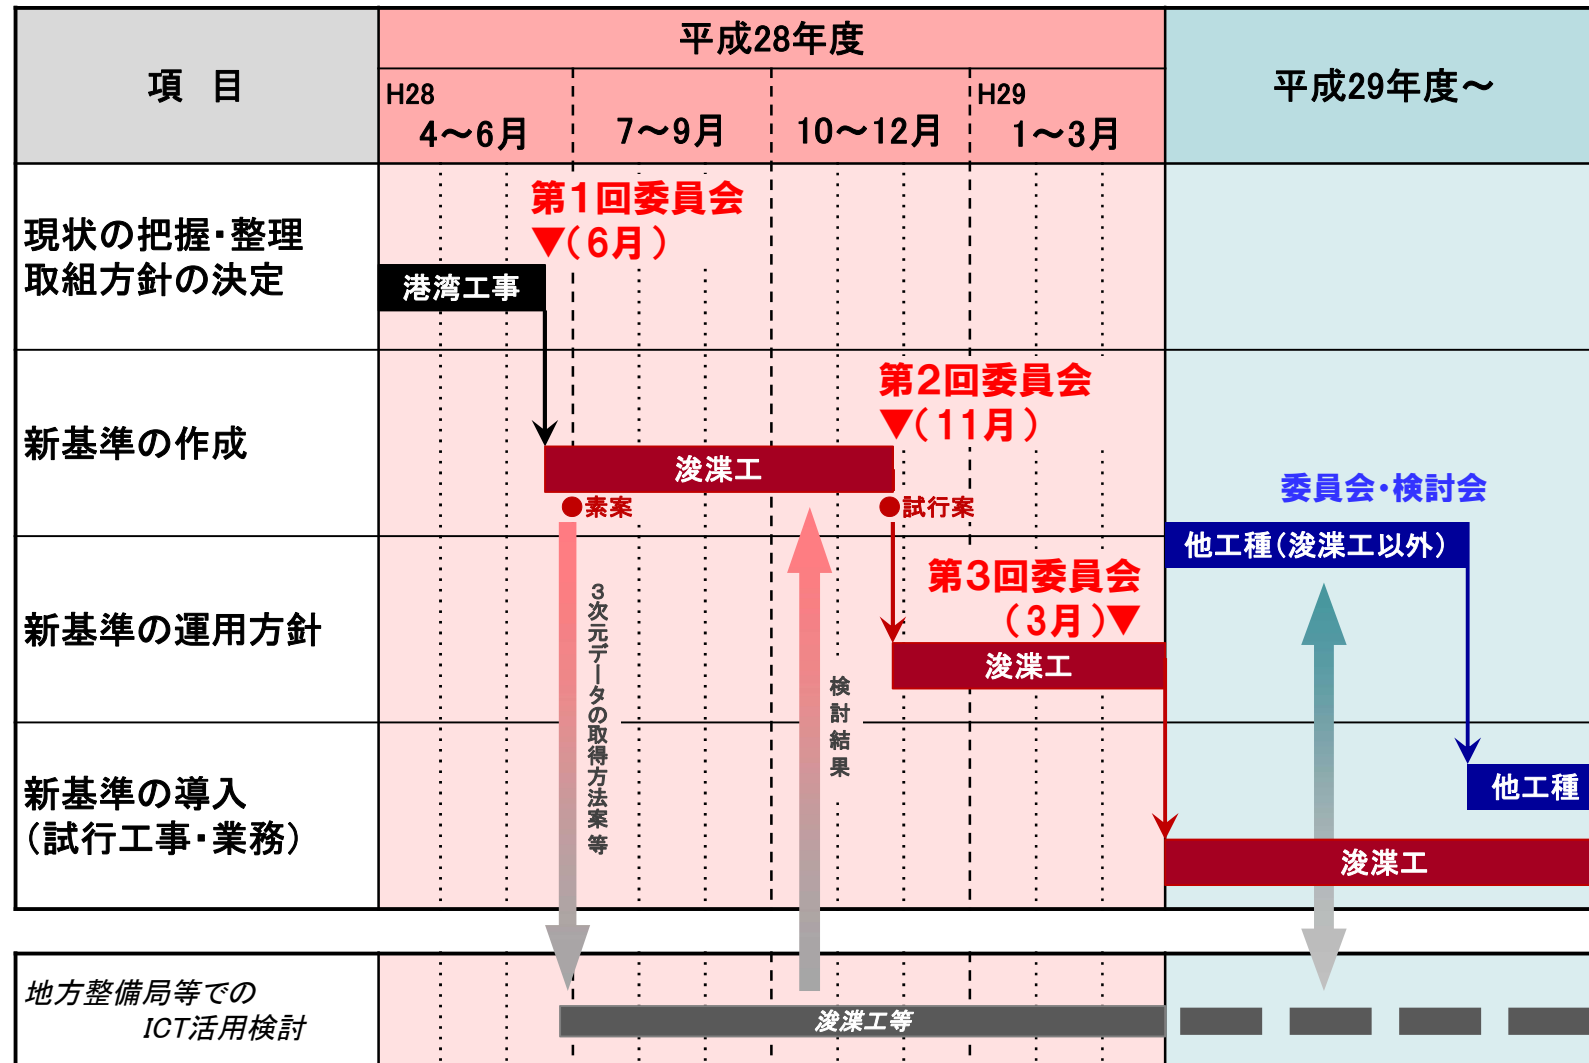 項 目
平成28年度
平成29年度～
H28
4～6月
7～9月
10～12月
H29
1～3月
現状の把握・整理
取組方針の決定
第1回委員会
▼（6月）
港湾工事
新基準の作成
第2回委員会
▼（11月）
浚渫工
●素案
●試行案
委員会・検討会
他工種（浚渫工以外）
新基準の運用方針
第3回委員会
（3月）▼
浚渫工
3次元データの取得方法案等
検討結果
新基準の導入
（試行工事・業務）
他工種
浚渫工
地方整備局等での
ICT活用検討
浚渫工等